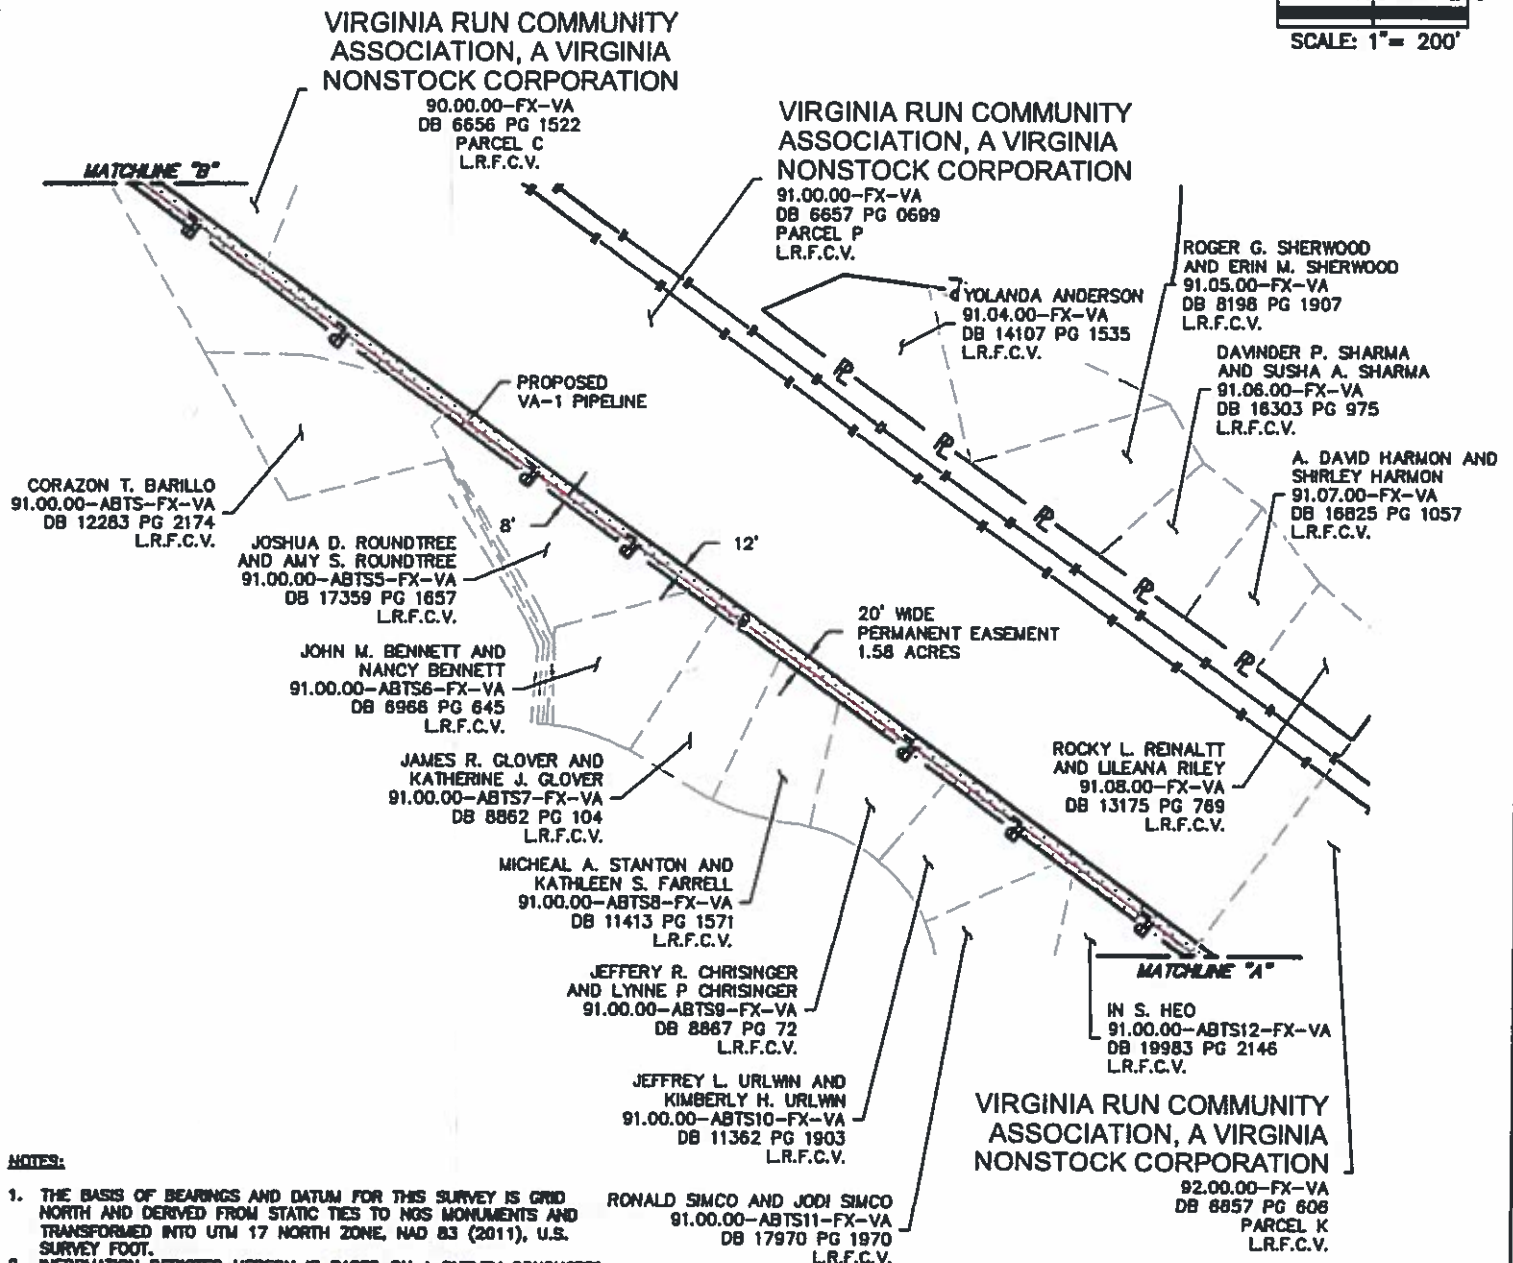 SCALE: 1"= 200'
VIRGINIA RUN COMMUNITY
ASSOCIATION, A VIRGINIA
NONSTOCK CORPORATION
90.00.00-FX-VA
DB 6656 PG 1522
PARCEL C
L.R.F.C.V.
VIRGINIA RUN COMMUNITY
ASSOCIATION, A VIRGINIA
NONSTOCK CORPORATION
91.00.00-FX-VA
DB 6657 PG 0699
PARCEL P
L.R.F.C.V.
MATCHLINE "B"
ROGER G. SHERWOOD
AND ERIN M. SHERWOOD
91.05.00-FX-VA
DB 8198 PG 1907
L.R.F.C.V.
YOLANDA ANDERSON
91.04.00-FX-VA
DB 14107 PG 1535
L.R.F.C.V.
DAVINDER P. SHARMA
AND SUSHA A. SHARMA
91.06.00-FX-VA
DB 16303 PG 975
L.R.F.C.V.
PROPOSED
VA-1 PIPELINE
A. DAVID HARMON AND
SHIRLEY HARMON
91.07.00-FX-VA
DB 16825 PG 1057
L.R.F.C.V.
CORAZON T. BARILLO
91.00.00-ABTS-FX-VA
DB 12283 PG 2174
L.R.F.C.V.
8'
12'
JOSHUA D. ROUNDTREE
AND AMY S. ROUNDTREE
91.00.00-ABTS5-FX-VA
DB 17359 PG 1657
L.R.F.C.V.
20' WIDE
PERMANENT EASEMENT
1.58 ACRES
JOHN M. BENNETT AND
NANCY BENNETT
91.00.00-ABTS6-FX-VA
DB 6966 PG 645
L.R.F.C.V.
JAMES R. GLOVER AND
KATHERINE J. GLOVER
91.00.00-ABTS7-FX-VA
DB 8862 PG 104
L.R.F.C.V.
ROCKY L. REINALTT
AND LILEANA RILEY
91.08.00-FX-VA
DB 13175 PG 769
L.R.F.C.V.
MICHEAL A. STANTON AND
KATHLEEN S. FARRELL
91.00.00-ABTS8-FX-VA
DB 11413 PG 1571
L.R.F.C.V.
MATCHLINE "A"
JEFFERY R. CHRISINGER
AND LYNNE P CHRISINGER
91.00.00-ABTS9-FX-VA
DB 8867 PG 72
L.R.F.C.V.
IN S. HEO
91.00.00-ABTS12-FX-VA
DB 19983 PG 2146
L.R.F.C.V.
JEFFREY L. URLWIN AND
KIMBERLY H. URLWIN
91.00.00-ABTS10-FX-VA
DB 11362 PG 1903
L.R.F.C.V.
VIRGINIA RUN COMMUNITY
ASSOCIATION, A VIRGINIA
NONSTOCK CORPORATION
92.00.00-FX-VA
DB 6857 PG 606
PARCEL K
L.R.F.C.V.
RONALD SIMCO AND JODI SIMCO
91.00.00-ABTS11-FX-VA
DB 17970 PG 1970
L.R.F.C.V.
NOTES:
1. THE BASIS OF BEARINGS AND DATUM FOR THIS SURVEY IS GRID
NORTH AND DERIVED FROM STATIC TIES TO NGS MONUMENTS AND
TRANSFORMED INTO UTM 17 NORTH ZONE, NAD 83 (2011), U.S.
SURVEY FOOT.